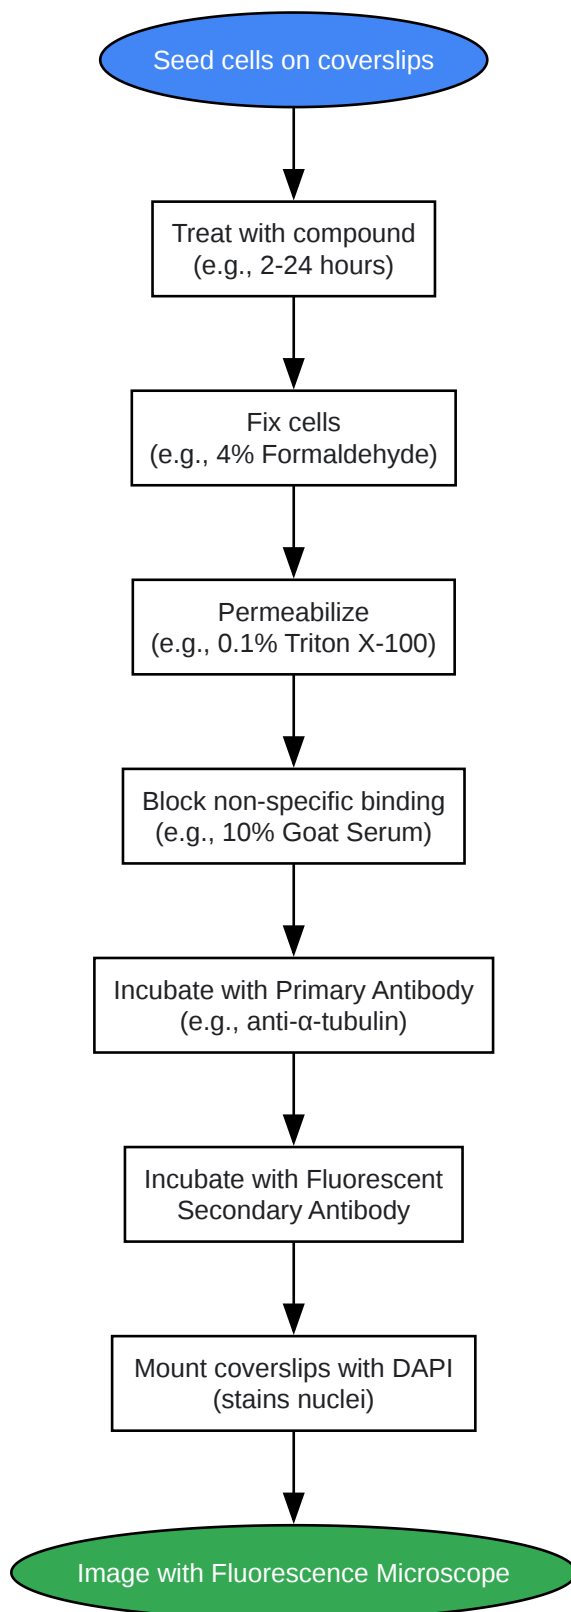 Seed cells on coverslips
Treat with compound
(e.g., 2-24 hours)
Fix cells
(e.g., 4% Formaldehyde)
Permeabilize
(e.g., 0.1% Triton X-100)
Block non-specific binding
(e.g., 10% Goat Serum)
Incubate with Primary Antibody
(e.g., anti-α-tubulin)
Incubate with Fluorescent
Secondary Antibody
Mount coverslips with DAPI
(stains nuclei)
Image with Fluorescence Microscope